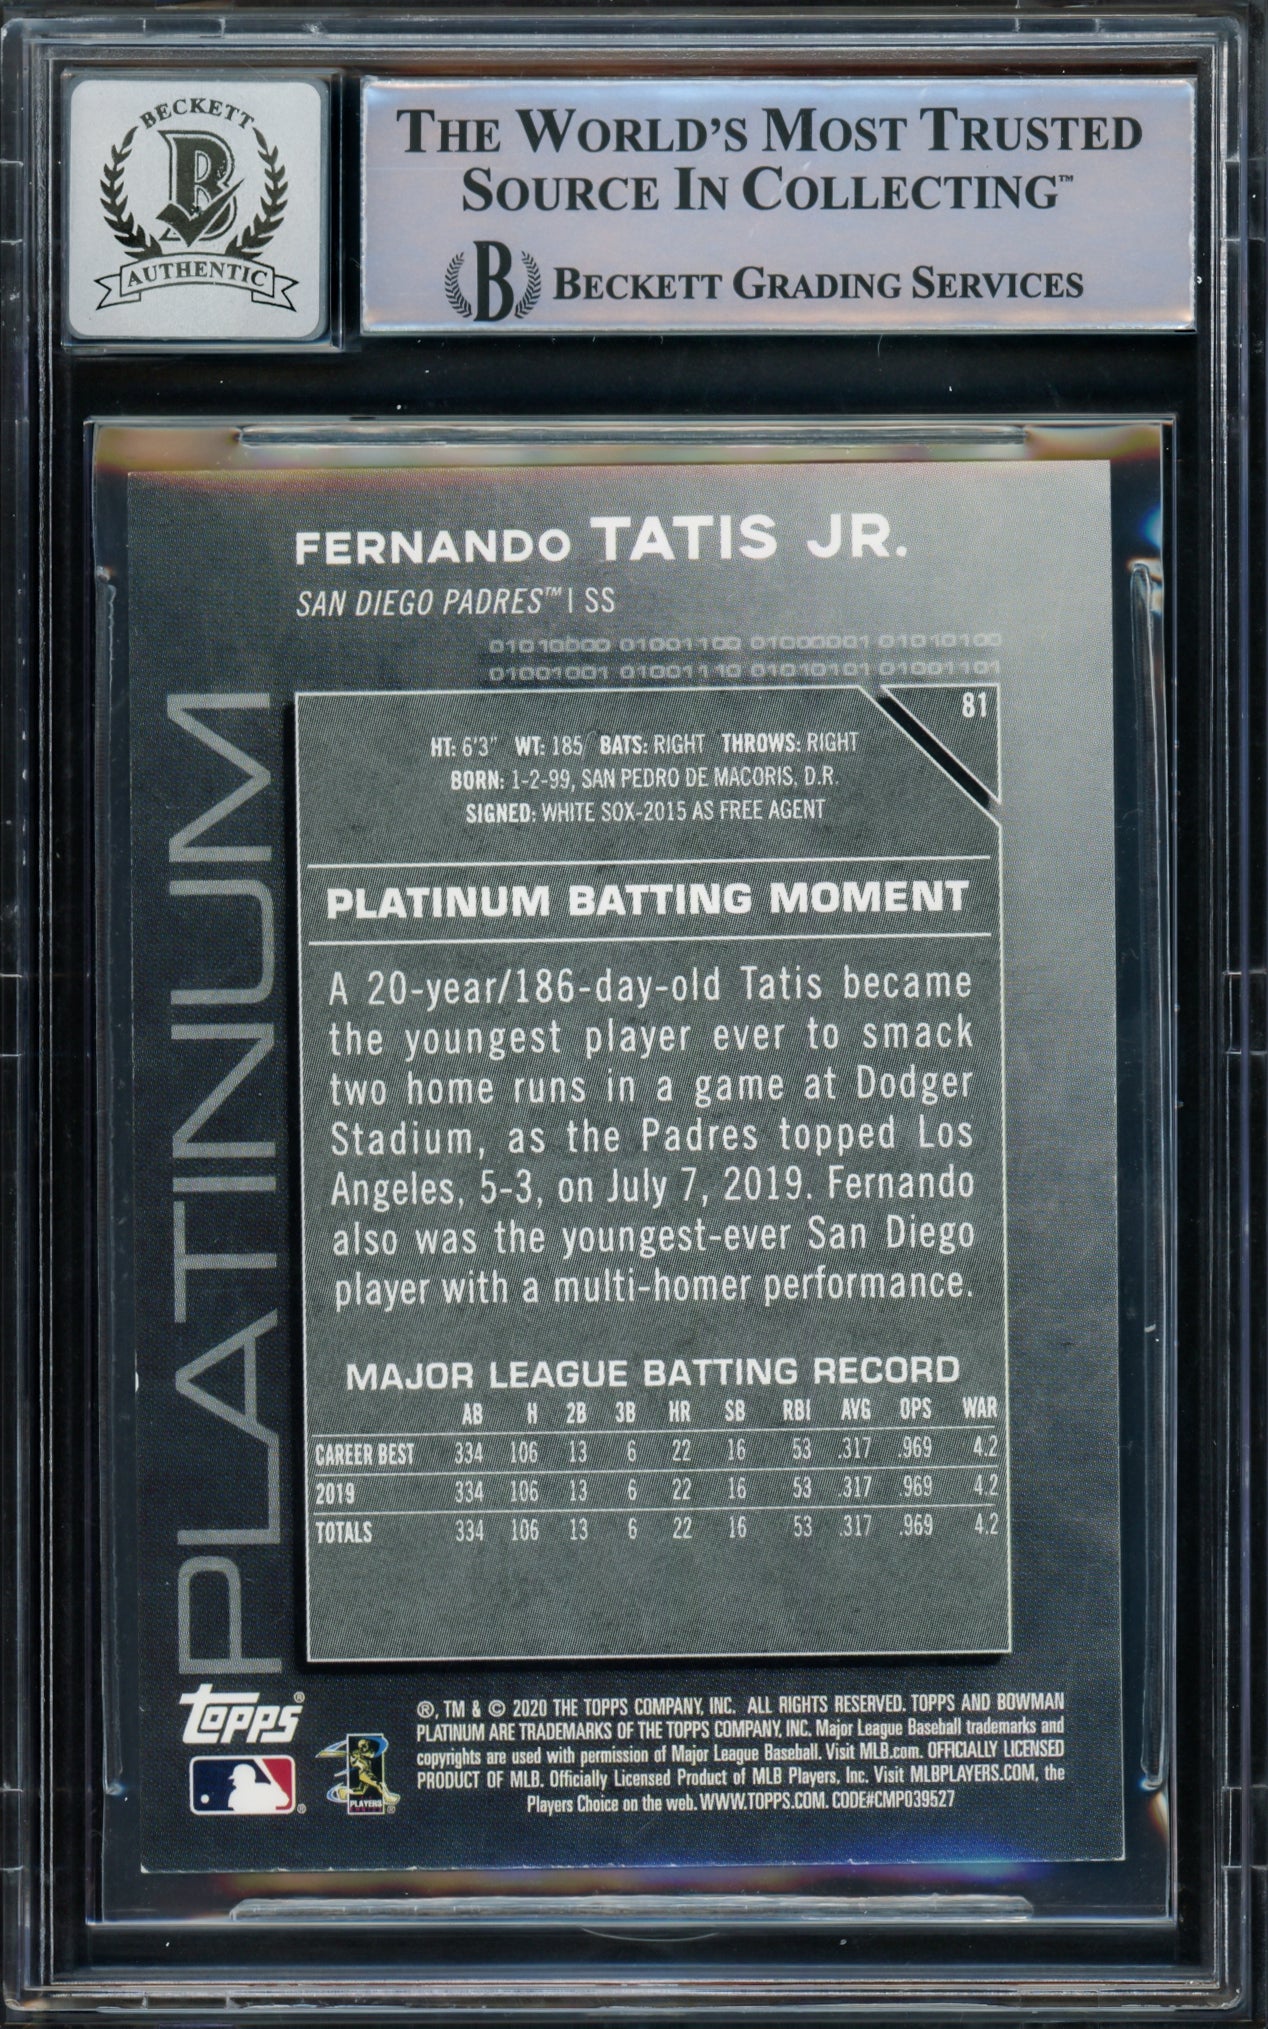 BECKETT
B
AUTHENTIC
THE WORLD'S MOST TRUSTED
SOURCE IN COLLECTING™
B BECKETT GRADING SERVICES
FERNANDO TATIS JR.
SAN DIEGO PADRES™ | SS
01010000 01001100 01000001 01010100
01001001 01001110 01010101 01001101
81
HT: 6'3" WT: 185 BATS: RIGHT THROWS: RIGHT
BORN: 1-2-99, SAN PEDRO DE MACORIS, D.R.
SIGNED: WHITE SOX-2015 AS FREE AGENT
PLATINUM
PLATINUM BATTING MOMENT
A 20-year/186-day-old Tatis became
the youngest player ever to smack
two home runs in a game at Dodger
Stadium, as the Padres topped Los
Angeles, 5-3, on July 7, 2019. Fernando
also was the youngest-ever San Diego
player with a multi-homer performance.
MAJOR LEAGUE BATTING RECORD
AB H 2B 3B HR SB RBI AVG OPS WAR
CAREER BEST 334 106 13 6 22 16 53 .317 .969 4.2
2019 334 106 13 6 22 16 53 .317 .969 4.2
TOTALS 334 106 13 6 22 16 53 .317 .969 4.2
topps®
PLAYERS
®, TM & © 2020 THE TOPPS COMPANY, INC. ALL RIGHTS RESERVED. TOPPS AND BOWMAN
PLATINUM ARE TRADEMARKS OF THE TOPPS COMPANY, INC. Major League Baseball trademarks and
copyrights are used with permission of Major League Baseball. Visit MLB.com. OFFICIALLY LICENSED
PRODUCT OF MLB. Officially Licensed Product of MLB Players, Inc. Visit MLBPLAYERS.COM, the
Players Choice on the web. WWW.TOPPS.COM. CODE#CMP039527